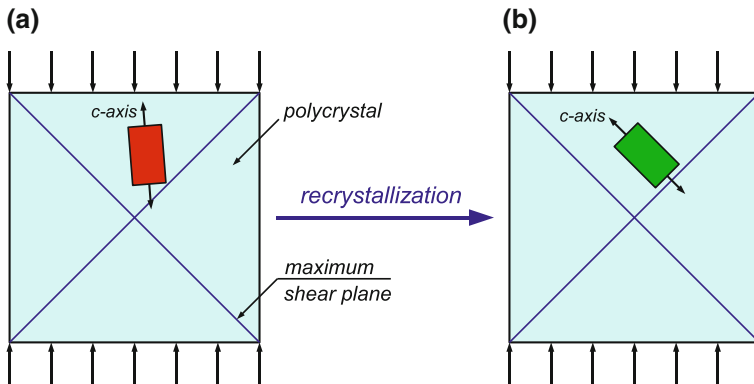 (a)
(b)
c-axis
polycrystal
c-axis
recrystallization
maximum
shear plane